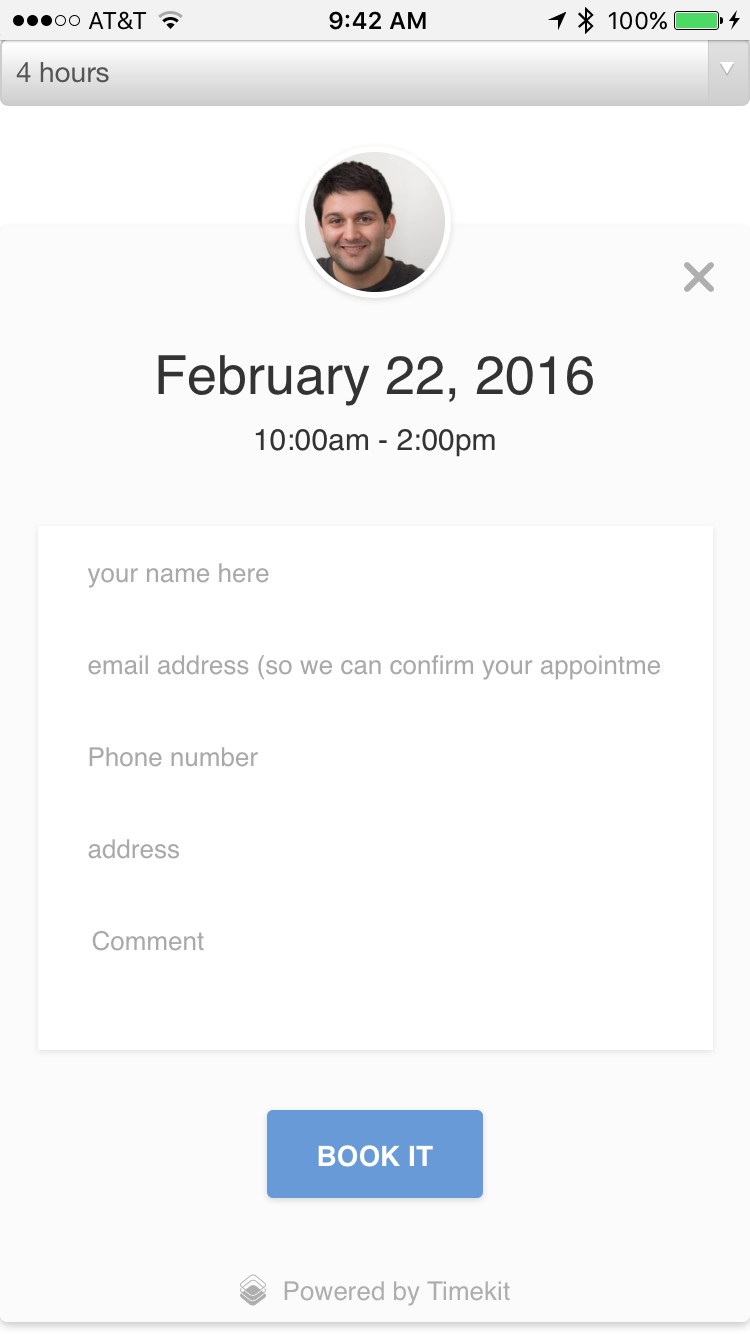 AT&T 9:42 AM 100%
4 hours
February 22, 2016
10:00am - 2:00pm
your name here
email address (so we can confirm your appointme
Phone number
address
Comment
BOOK IT
Powered by Timekit